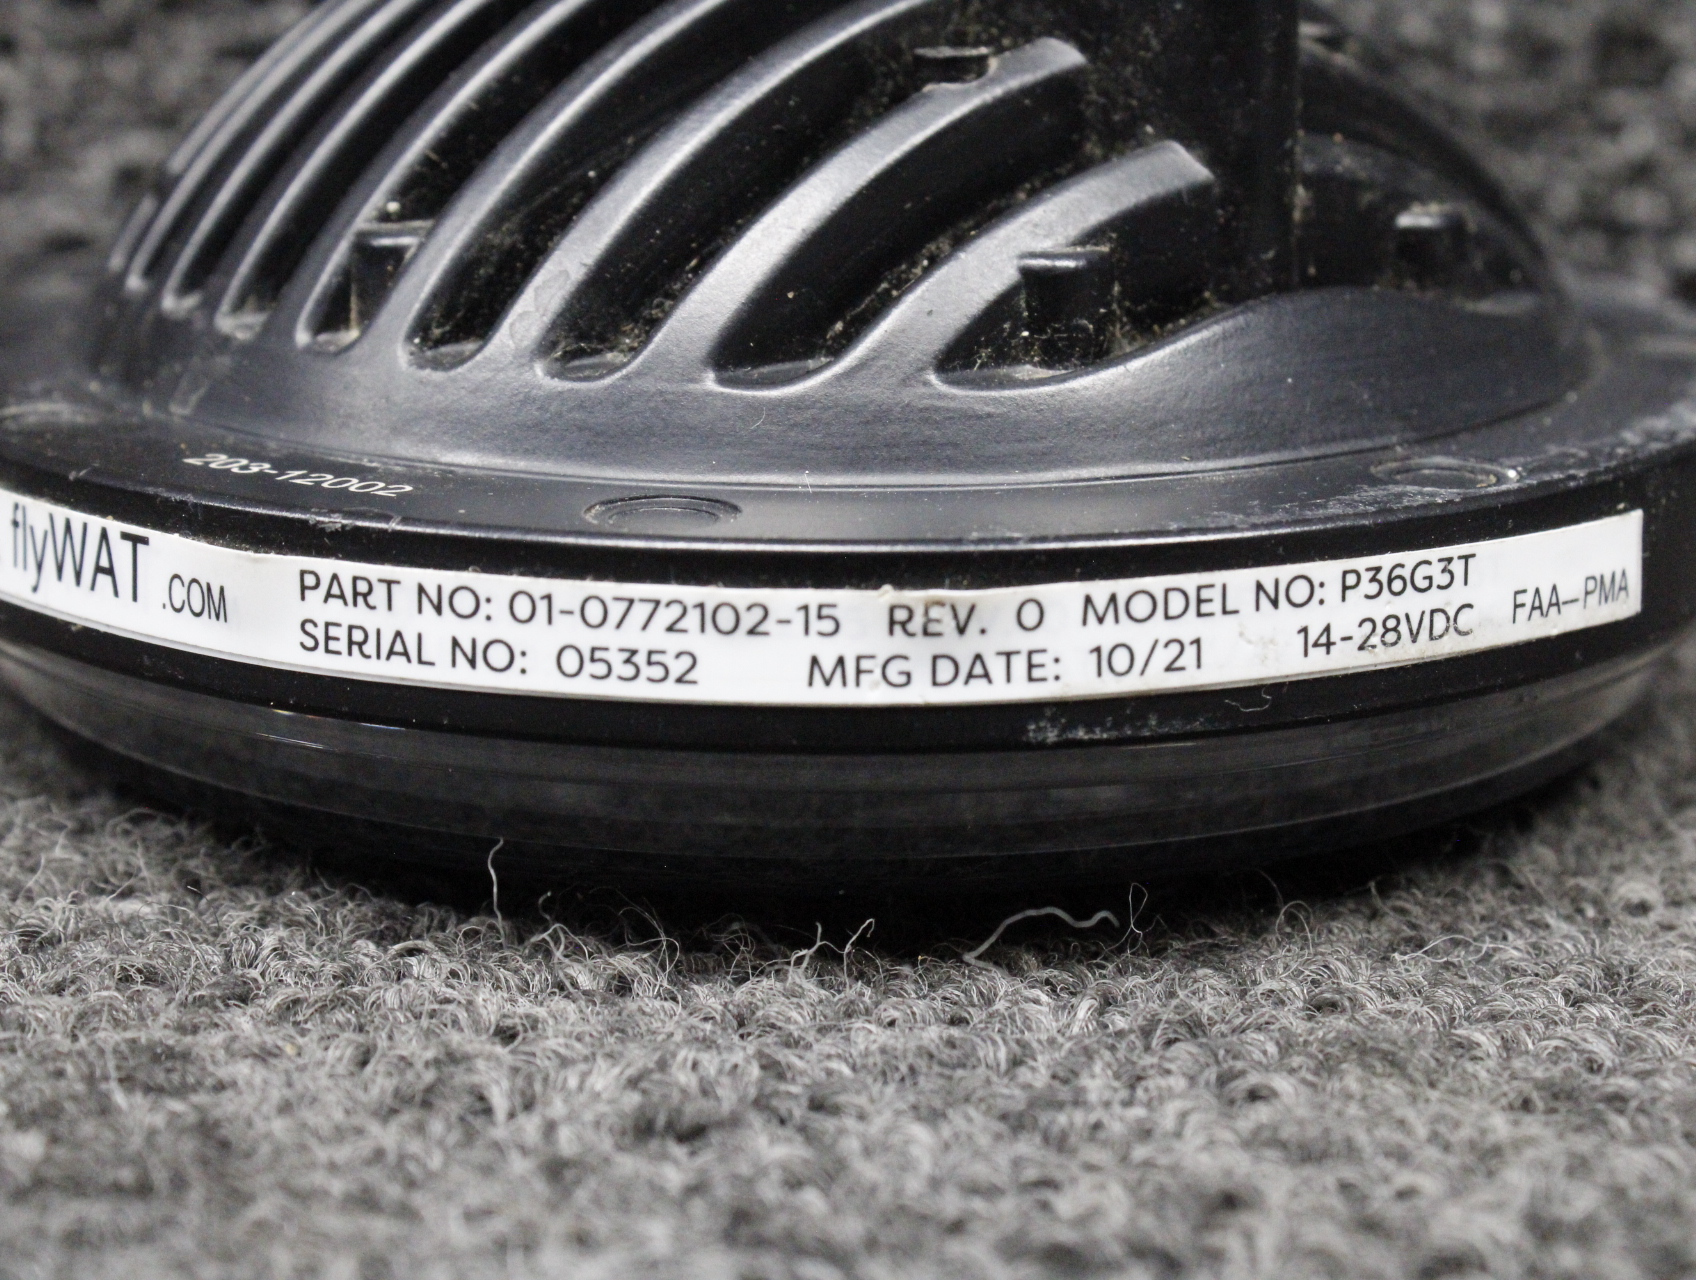 203-12002
flyWAT.COM
PART NO: 01-0772102-15 REV. 0 MODEL NO: P36G3T FAA-PMA
SERIAL NO: 05352 MFG DATE: 10/21 14-28VDC